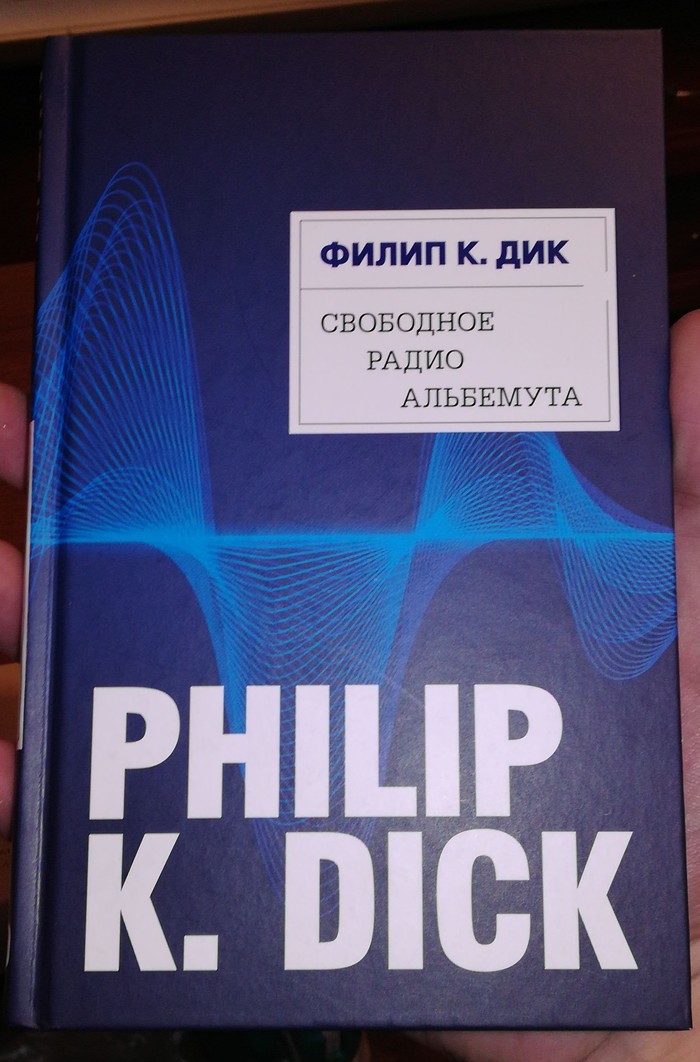 ФИЛИП К. ДИК
СВОБОДНОЕ
РАДИО
АЛЬБЕМУТА
PHILIP
K. DICK